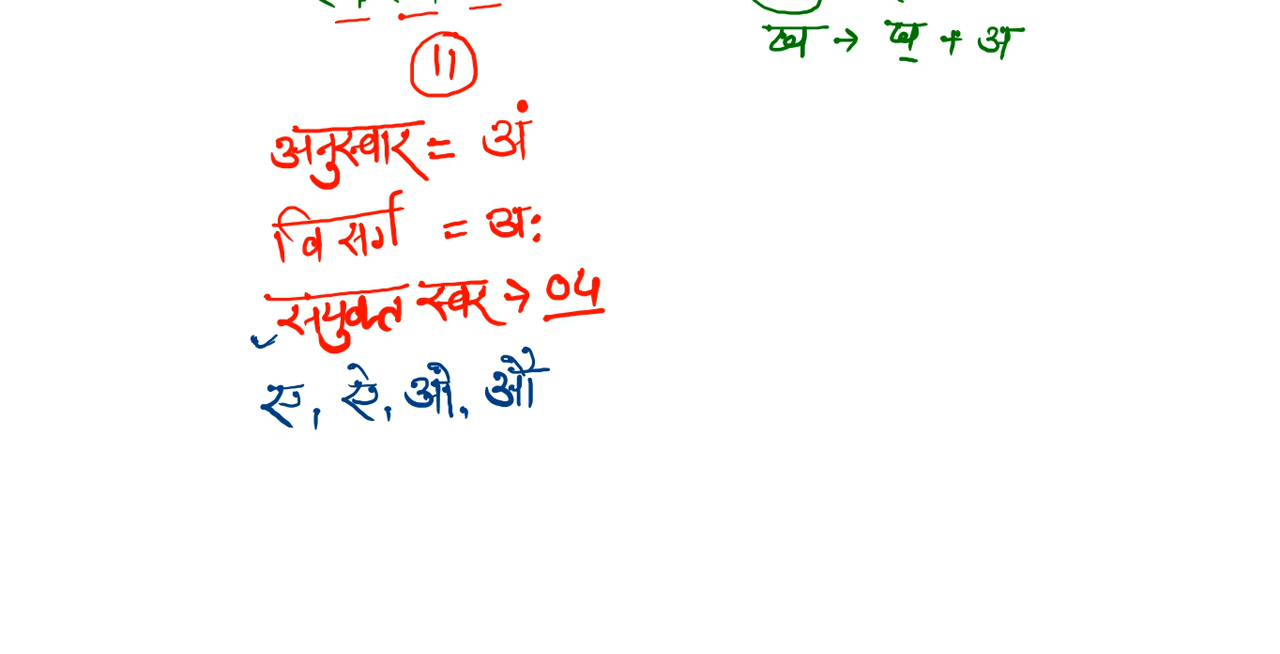 ख → ख् + अ
11
अनुस्वार = अं
विसर्ग = अः
संयुक्त स्वर → 04
ए, ऐ, ओ, औ